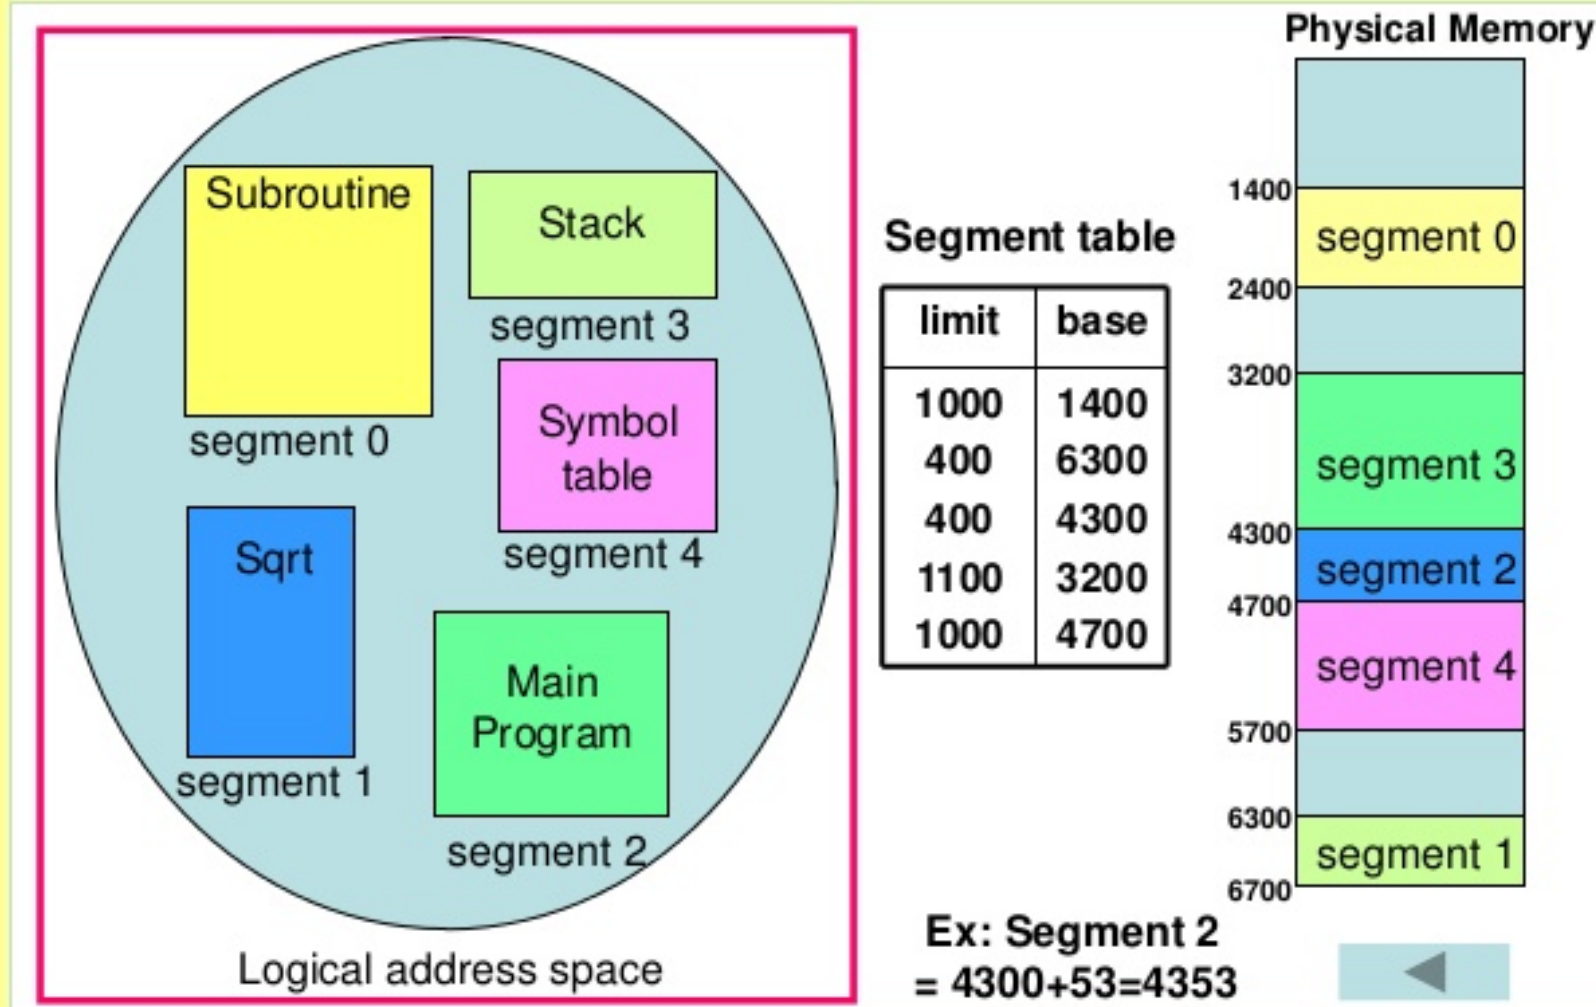 Subroutine
segment 0
Stack
segment 3
Symbol
table
segment 4
Sqrt
segment 1
Main
Program
segment 2
Logical address space
Segment table
limit base
1000 1400
400 6300
400 4300
1100 3200
1000 4700
Ex: Segment 2
= 4300+53=4353
Physical Memory
1400
segment 0
2400
3200
segment 3
4300
segment 2
4700
segment 4
5700
6300
segment 1
6700